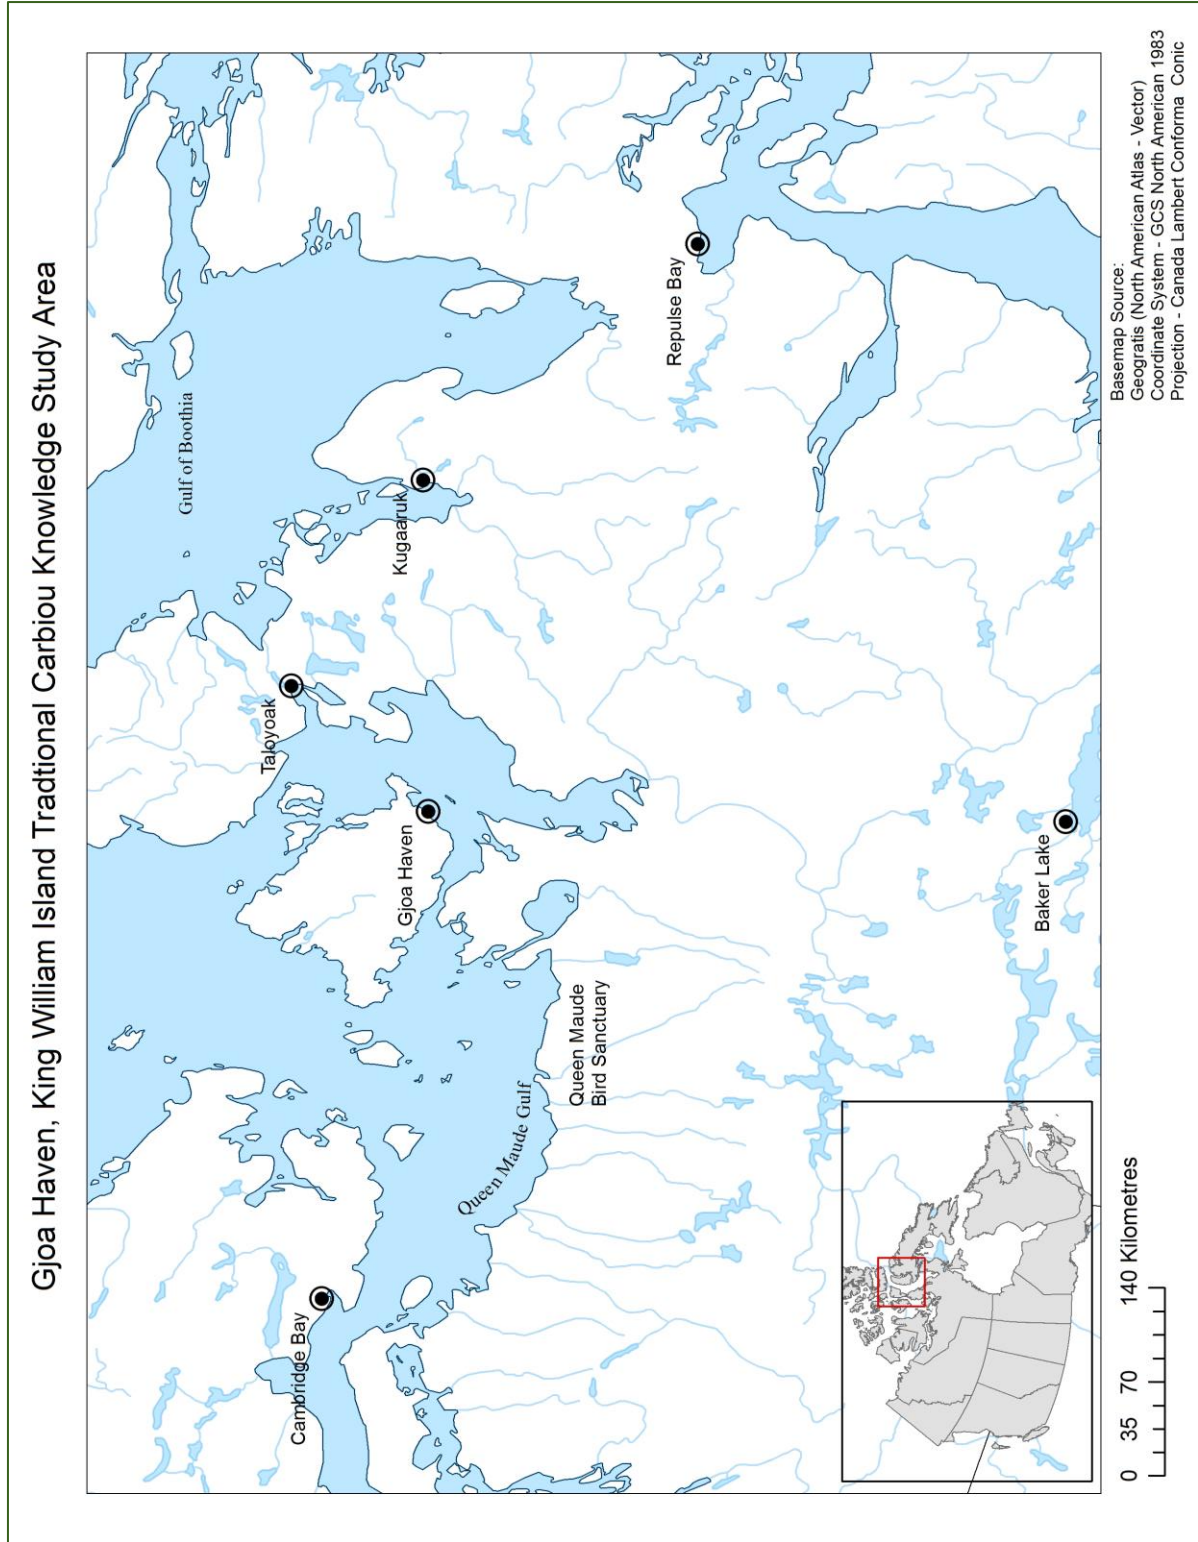 Gjoa Haven, King William Island Tradtional Carbiou Knowledge Study Area
Gulf of Boothia
Taloyoak
Kugaaruk
Repulse Bay
Gjoa Haven
Cambridge Bay
Queen Maude Gulf
Queen Maude
Bird Sanctuary
Baker Lake
0 35 70 140 Kilometres
Basemap Source:
Geogratis (North American Atlas - Vector)
Coordinate System - GCS North American 1983
Projection - Canada Lambert Conforma Conic